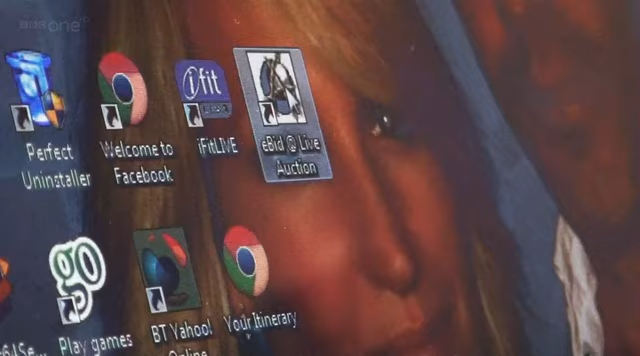 BBC one HD
Perfect
Uninstaller
Welcome to
Facebook
ifit
iFitLIVE
eBid @ Live
Auction
go
Play games
BT Yahoo!
Online
Your Itinerary